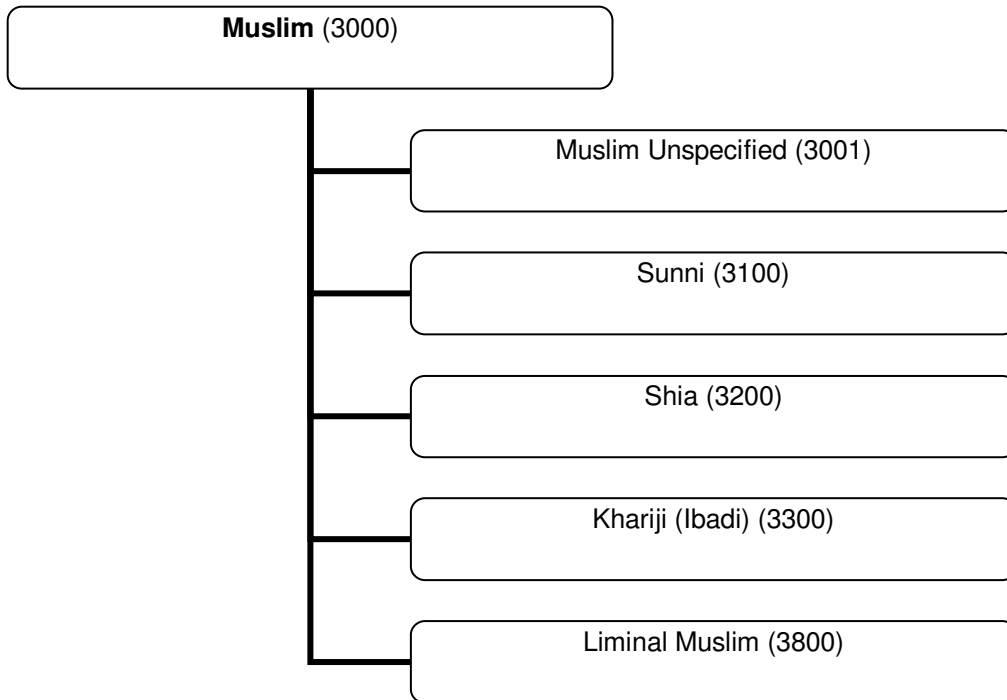 Muslim (3000)
Muslim Unspecified (3001)
Sunni (3100)
Shia (3200)
Khariji (Ibadi) (3300)
Liminal Muslim (3800)